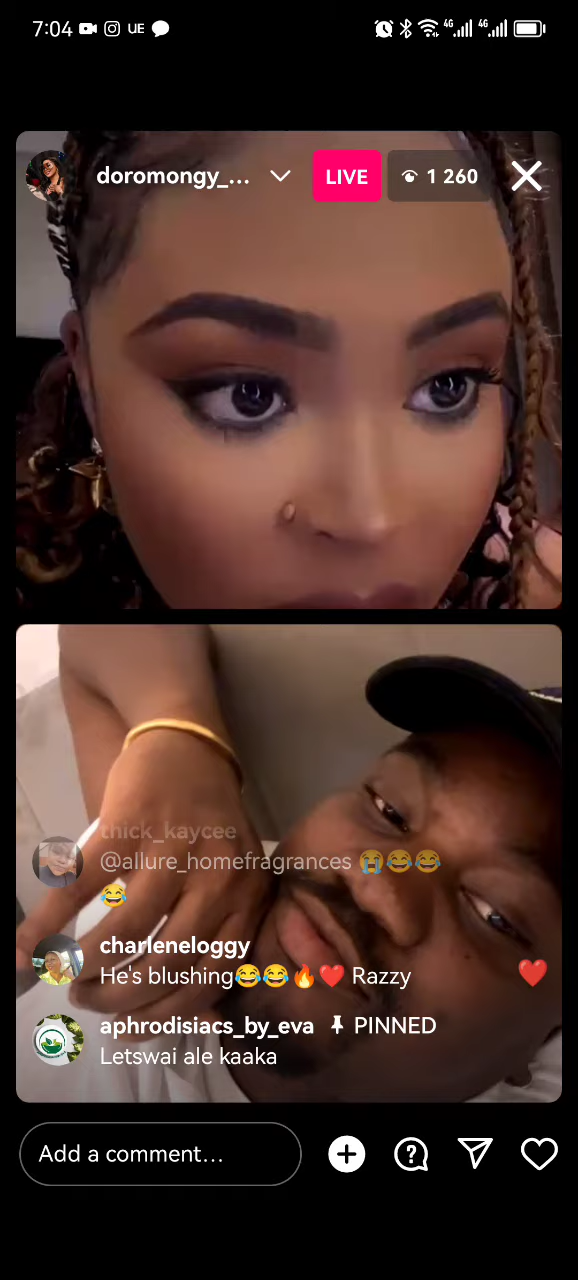 7:04 UE 4G 4G
doromongy_... LIVE 1 260
thick_kaycee
@allure_homefragrances 😭😂😂
😂
charleneloggy
He's blushing😂😂🔥❤️ Razzy
aphrodisiacs_by_eva PINNED
Letswai ale kaaka
Add a comment...